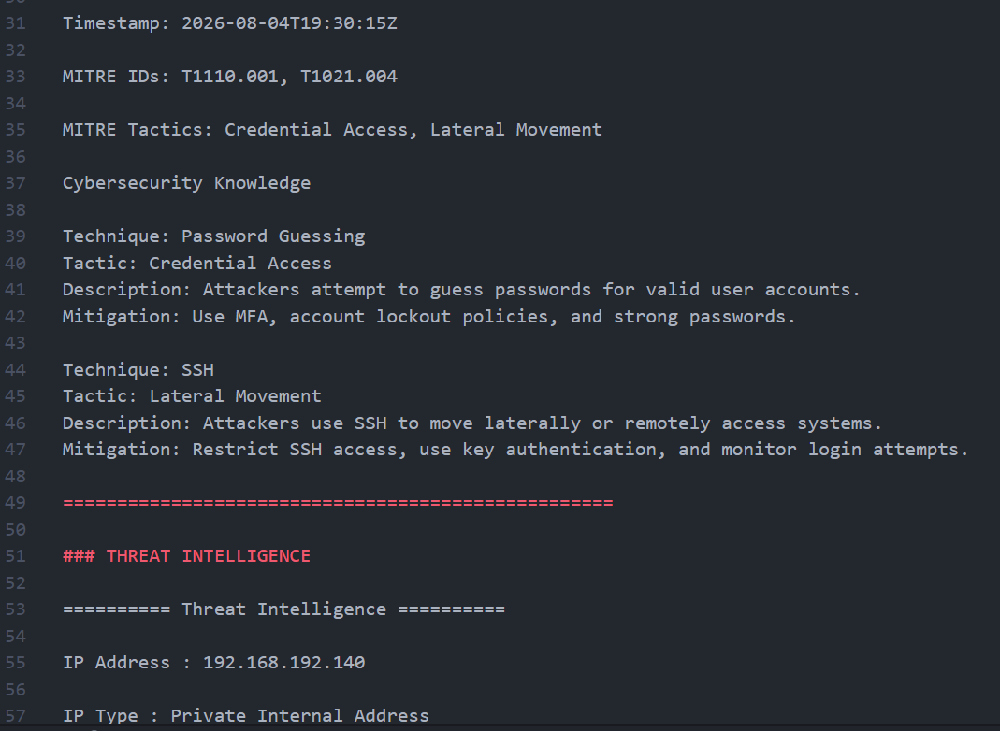 31 Timestamp: 2026-08-04T19:30:15Z
32
33 MITRE IDs: T1110.001, T1021.004
34
35 MITRE Tactics: Credential Access, Lateral Movement
36
37 Cybersecurity Knowledge
38
39 Technique: Password Guessing
40 Tactic: Credential Access
41 Description: Attackers attempt to guess passwords for valid user accounts.
42 Mitigation: Use MFA, account lockout policies, and strong passwords.
43
44 Technique: SSH
45 Tactic: Lateral Movement
46 Description: Attackers use SSH to move laterally or remotely access systems.
47 Mitigation: Restrict SSH access, use key authentication, and monitor login attempts.
48
49 ===================================================
50
51 ### THREAT INTELLIGENCE
52
53 ========== Threat Intelligence ==========
54
55 IP Address : 192.168.192.140
56
57 IP Type : Private Internal Address